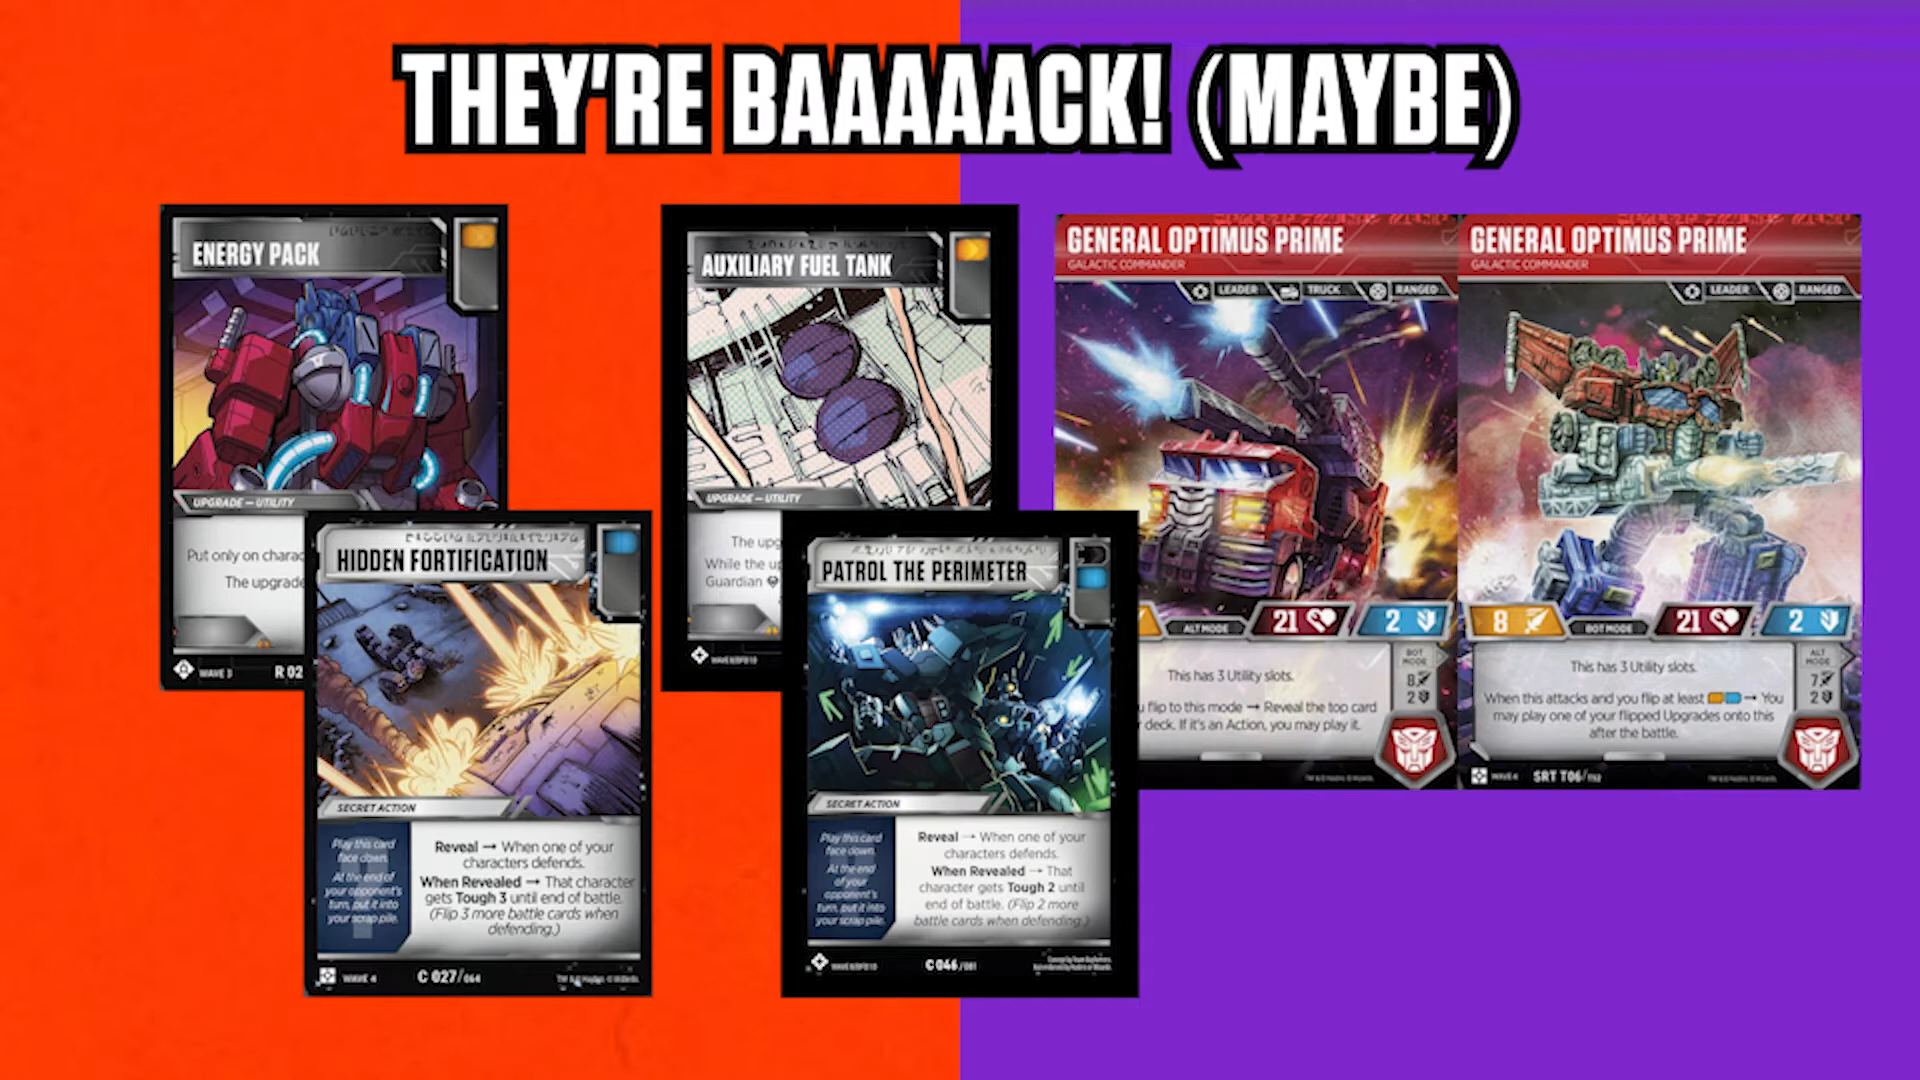 THEY'RE BAAAAACK! (MAYBE)
ENERGY PACK
UPGRADE – UTILITY
Put only on charac
The upgrade
WAVE 3 R 02
HIDDEN FORTIFICATION
SECRET ACTION
Play this card
face down.
At the end of
your opponent's
turn, put it into
your scrap pile.
Reveal → When one of your
characters defends.
When Revealed → That character
gets Tough 3 until end of battle.
(Flip 3 more battle cards when
defending.)
WAVE 4 C 027/064
AUXILIARY FUEL TANK
UPGRADE – UTILITY
The upg
While the up
Guardian
PATROL THE PERIMETER
SECRET ACTION
Play this card
face down.
At the end
of your
opponent's
turn, put it into
your scrap pile.
Reveal → When one of your
characters defends.
When Revealed → That
character gets Tough 2 until
end of battle. (Flip 2 more
battle cards when defending.)
C 046/081
GENERAL OPTIMUS PRIME
GALACTIC COMMANDER
LEADER TRUCK RANGED
ALT MODE 21 2
This has 3 Utility slots.
u flip to this mode → Reveal the top card
deck. If it's an Action, you may play it.
BOT
MODE
8
2
GENERAL OPTIMUS PRIME
GALACTIC COMMANDER
LEADER RANGED
8 BOT MODE 21 2
This has 3 Utility slots.
When this attacks and you flip at least → You
may play one of your flipped Upgrades onto this
after the battle.
ALT
MODE
7
2
WAVE 4 SRT T06/